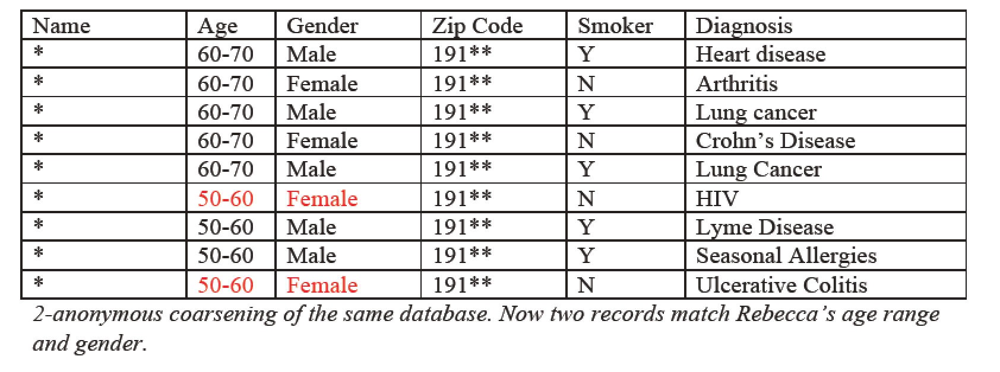 Name Age Gender Zip Code Smoker Diagnosis
* 60-70 Male 191** Y Heart disease
* 60-70 Female 191** N Arthritis
* 60-70 Male 191** Y Lung cancer
* 60-70 Female 191** N Crohn’s Disease
* 60-70 Male 191** Y Lung Cancer
* 50-60 Female 191** N HIV
* 50-60 Male 191** Y Lyme Disease
* 50-60 Male 191** Y Seasonal Allergies
* 50-60 Female 191** N Ulcerative Colitis
2-anonymous coarsening of the same database. Now two records match Rebecca’s age range
and gender.